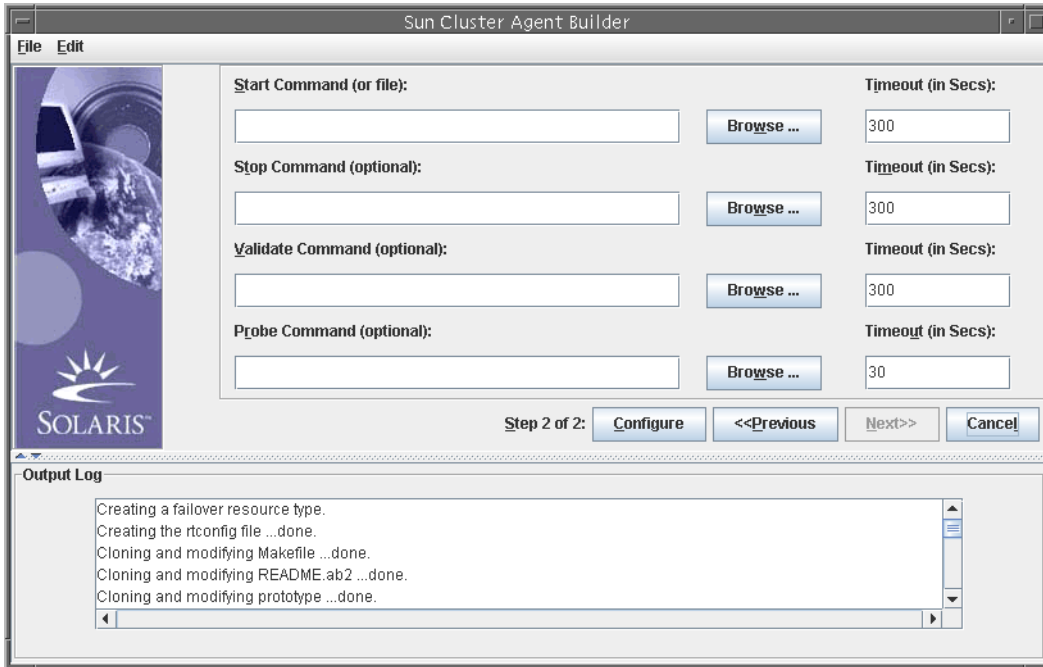 Sun Cluster Agent Builder
File Edit
Start Command (or file): Timeout (in Secs):
Browse ... 300
Stop Command (optional): Timeout (in Secs):
Browse ... 300
Validate Command (optional): Timeout (in Secs):
Browse ... 300
Probe Command (optional): Timeout (in Secs):
Browse ... 30
SOLARIS™
Step 2 of 2: Configure <<Previous Next>> Cancel
Output Log
Creating a failover resource type.
Creating the rtconfig file ...done.
Cloning and modifying Makefile ...done.
Cloning and modifying README.ab2 ...done.
Cloning and modifying prototype ...done.